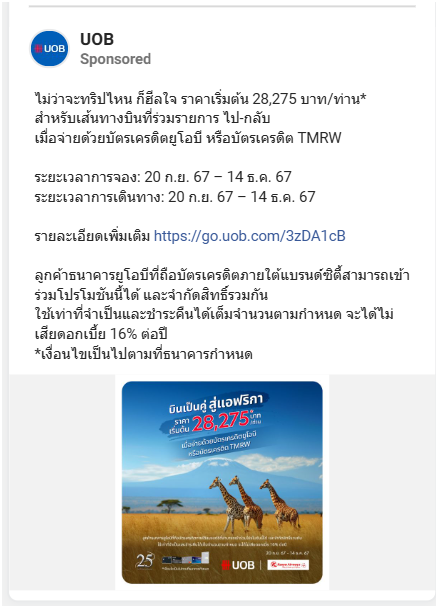 UOB
UOB
Sponsored
ไม่ว่าจะทริปไหน ก็ฮีลใจ ราคาเริ่มต้น 28,275 บาท/ท่าน*
สำหรับเส้นทางบินที่ร่วมรายการ ไป-กลับ
เมื่อจ่ายด้วยบัตรเครดิตยูโอบี หรือบัตรเครดิต TMRW
ระยะเวลาการจอง: 20 ก.ย. 67 – 14 ธ.ค. 67
ระยะเวลาการเดินทาง: 20 ก.ย. 67 – 14 ธ.ค. 67
รายละเอียดเพิ่มเติม https://go.uob.com/3zDA1cB
ลูกค้าธนาคารยูโอบีที่ถือบัตรเครดิตภายใต้แบรนด์ซิตี้สามารถเข้า
ร่วมโปรโมชันนี้ได้ และจำกัดสิทธิ์รวมกัน
ใช้เท่าที่จำเป็นและชำระคืนได้เต็มจำนวนตามกำหนด จะได้ไม่
เสียดอกเบี้ย 16% ต่อปี
*เงื่อนไขเป็นไปตามที่ธนาคารกำหนด
บินเป็นคู่ สู่แอฟริกา
ราคา
เริ่มต้น 28,275* บาท/ท่าน
เมื่อจ่ายด้วยบัตรเครดิตยูโอบี
หรือบัตรเครดิต TMRW
20 ก.ย. 67 – 14 ธ.ค. 67
25 UOB